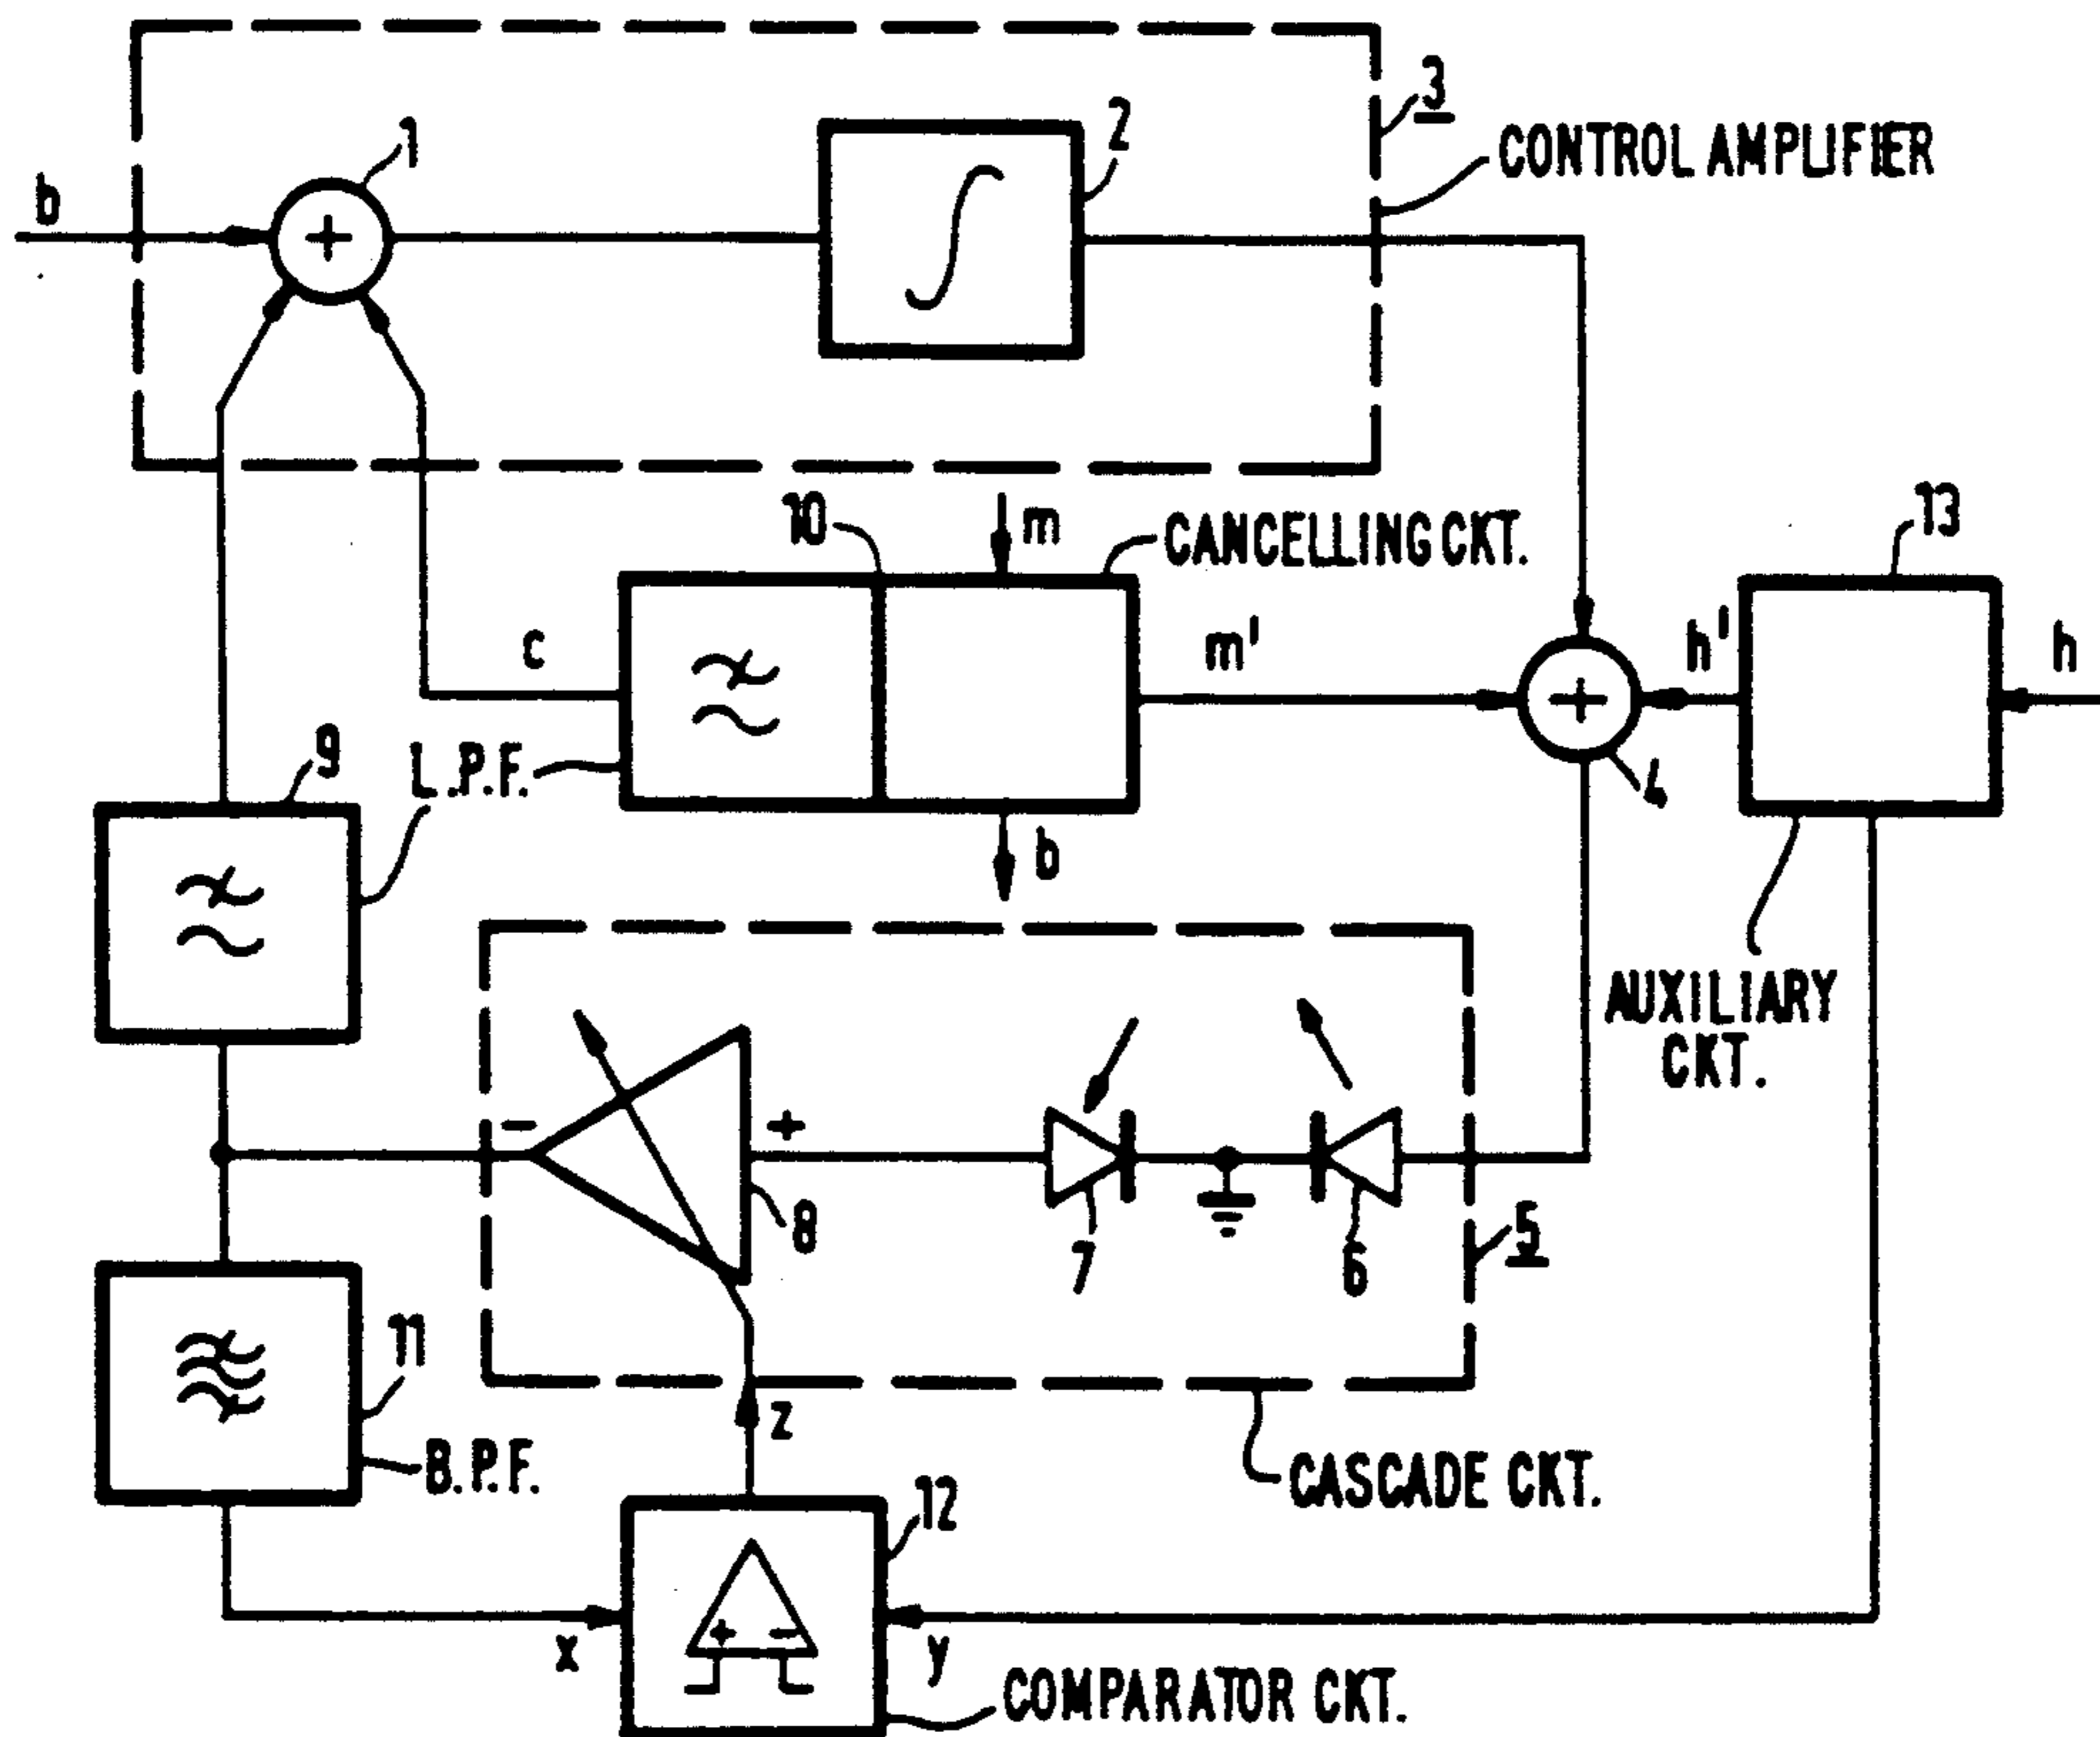 3
1
2
CONTROL AMPLIFIER
b
+
10
m
CANCELLING CKT.
13
c
m'
h'
h
+
9
L.P.F.
4
b
AUXILIARY
CKT.
-
+
8
7
6
5
11
z
B.P.F.
CASCADE CKT.
12
+ -
x
y
COMPARATOR CKT.